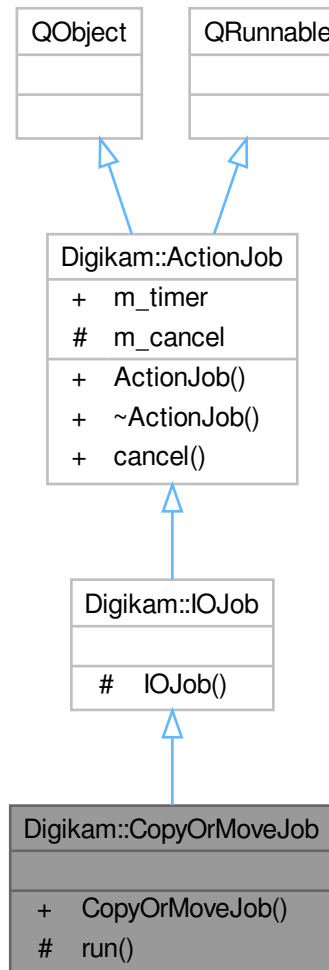 QObject
QRunnable
Digikam::ActionJob
+ m_timer
# m_cancel
+ ActionJob()
+ ~ActionJob()
+ cancel()
Digikam::IOJob
# IOJob()
Digikam::CopyOrMoveJob
+ CopyOrMoveJob()
# run()